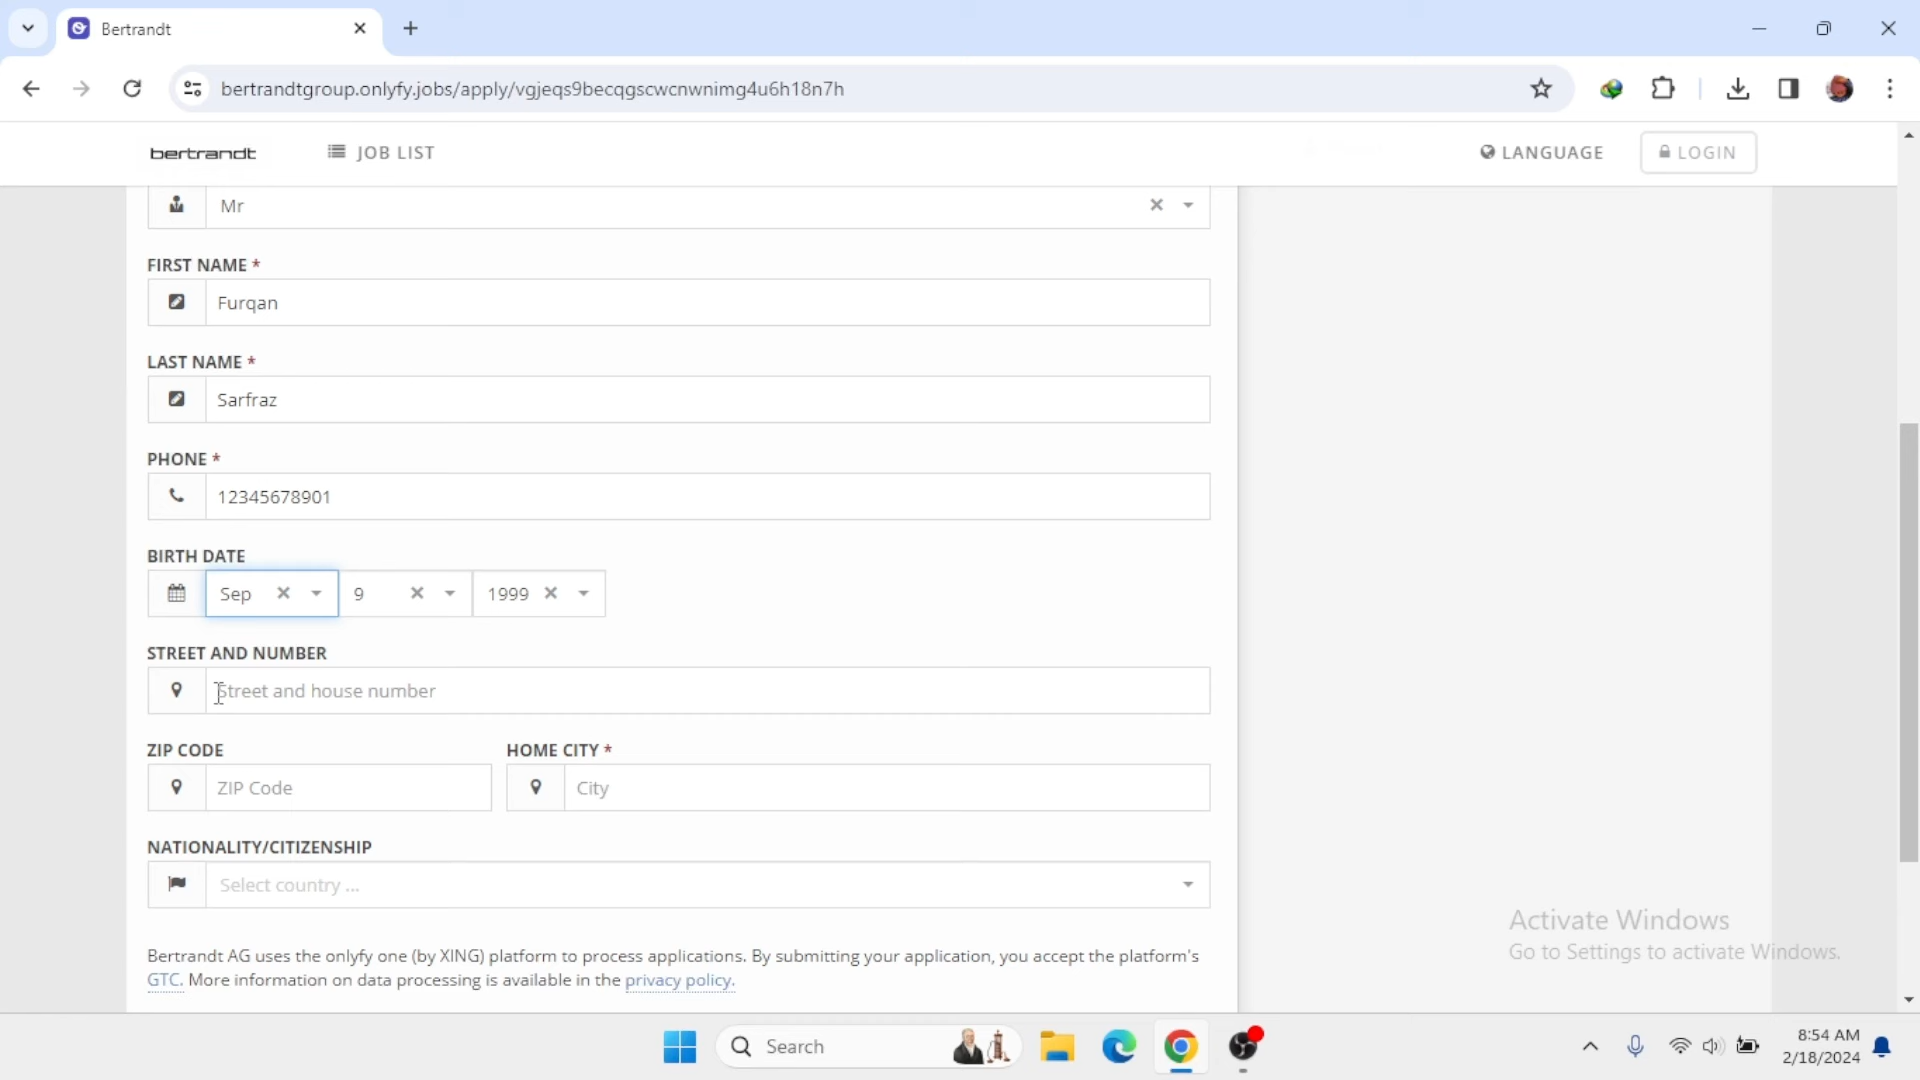 Bertrandt
bertrandtgroup.onlyfy.jobs/apply/vgjeqs9becqgscwcnwnimg4u6h18n7h
bertrandt
JOB LIST
LANGUAGE
LOGIN
Mr
FIRST NAME *
Furqan
LAST NAME *
Sarfraz
PHONE *
12345678901
BIRTH DATE
Sep 9 1999
STREET AND NUMBER
Street and house number
ZIP CODE HOME CITY *
ZIP Code City
NATIONALITY/CITIZENSHIP
Select country ...
Activate Windows
Go to Settings to activate Windows.
Bertrandt AG uses the onlyfy one (by XING) platform to process applications. By submitting your application, you accept the platform's
GTC. More information on data processing is available in the privacy policy.
Search
8:54 AM
2/18/2024